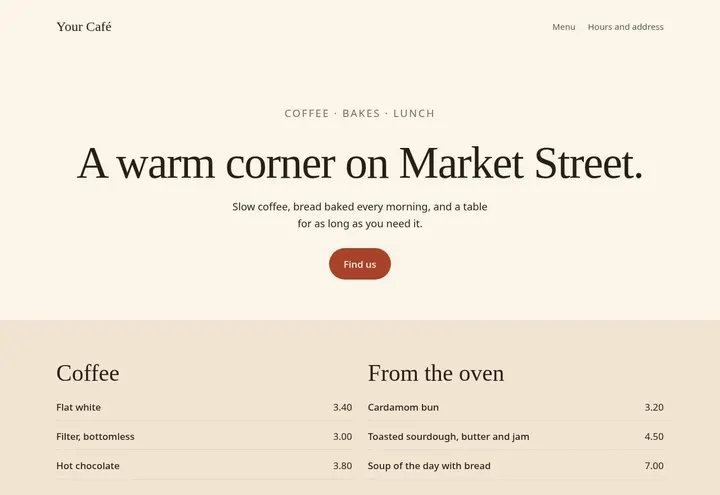 Your Café
Menu Hours and address
COFFEE · BAKES · LUNCH
A warm corner on Market Street.
Slow coffee, bread baked every morning, and a table
for as long as you need it.
Find us
Coffee
Flat white 3.40
Filter, bottomless 3.00
Hot chocolate 3.80
From the oven
Cardamom bun 3.20
Toasted sourdough, butter and jam 4.50
Soup of the day with bread 7.00